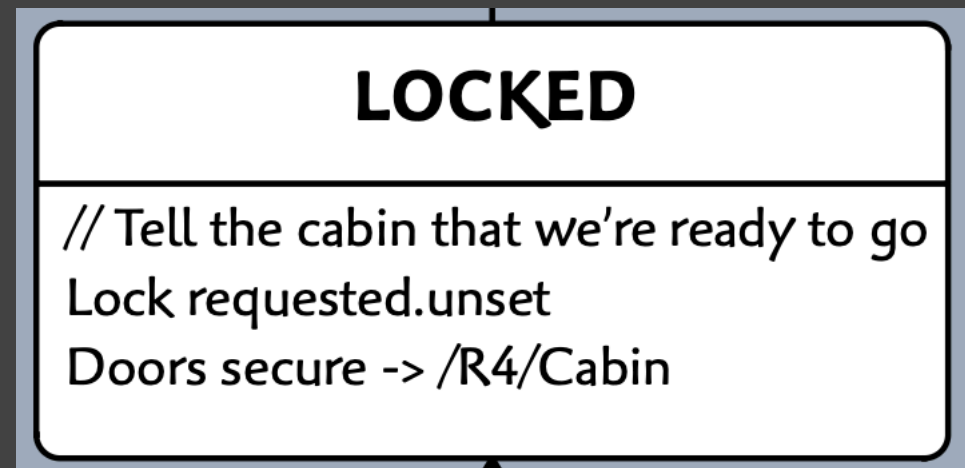 LOCKED
// Tell the cabin that we’re ready to go
Lock requested.unset
Doors secure -> /R4/Cabin